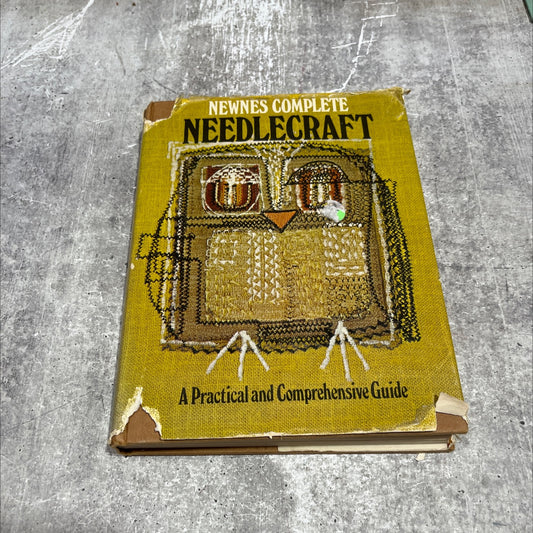 NEWNES COMPLETE
NEEDLECRAFT
A Practical and Comprehensive Guide